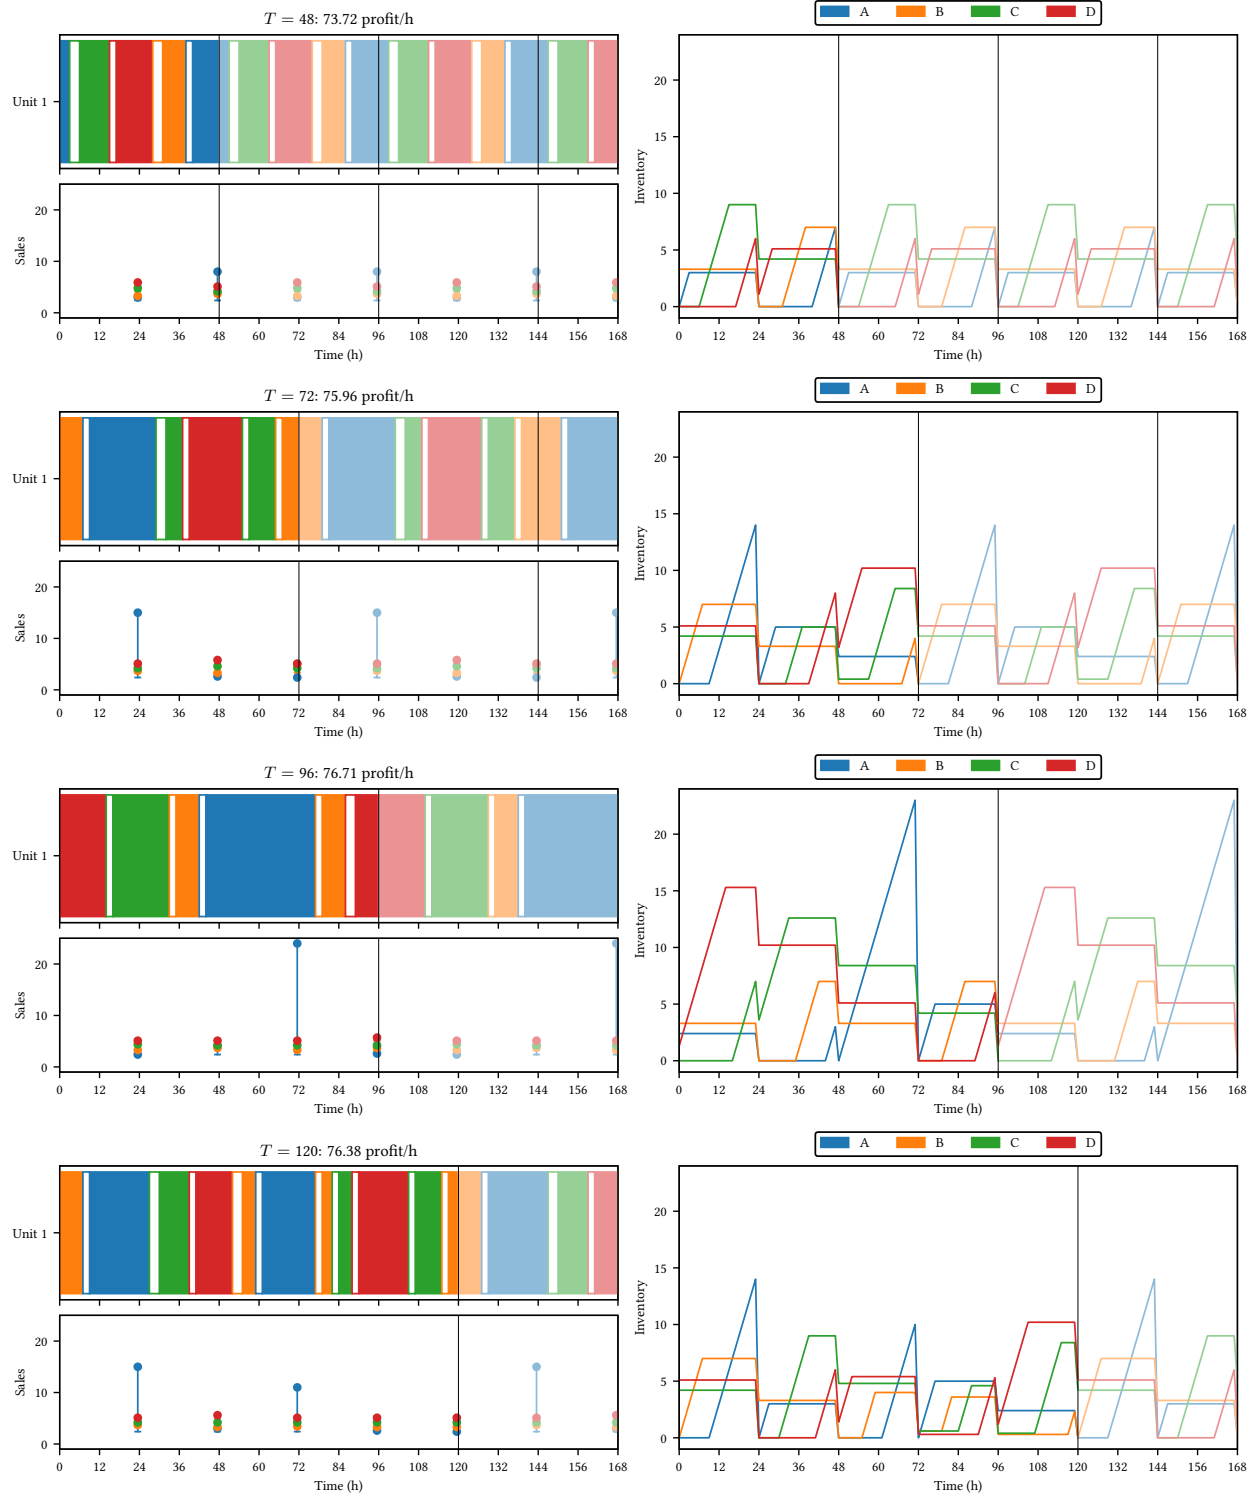 T = 48: 73.72 profit/h
A B C D
Unit 1
Sales
20
10
0
0 12 24 36 48 60 72 84 96 108 120 132 144 156 168
Time (h)
Inventory
20
15
10
5
0
0 12 24 36 48 60 72 84 96 108 120 132 144 156 168
Time (h)
T = 72: 75.96 profit/h
A B C D
Unit 1
Sales
20
10
0
0 12 24 36 48 60 72 84 96 108 120 132 144 156 168
Time (h)
Inventory
20
15
10
5
0
0 12 24 36 48 60 72 84 96 108 120 132 144 156 168
Time (h)
T = 96: 76.71 profit/h
A B C D
Unit 1
Sales
20
10
0
0 12 24 36 48 60 72 84 96 108 120 132 144 156 168
Time (h)
Inventory
20
15
10
5
0
0 12 24 36 48 60 72 84 96 108 120 132 144 156 168
Time (h)
T = 120: 76.38 profit/h
A B C D
Unit 1
Sales
20
10
0
0 12 24 36 48 60 72 84 96 108 120 132 144 156 168
Time (h)
Inventory
20
15
10
5
0
0 12 24 36 48 60 72 84 96 108 120 132 144 156 168
Time (h)